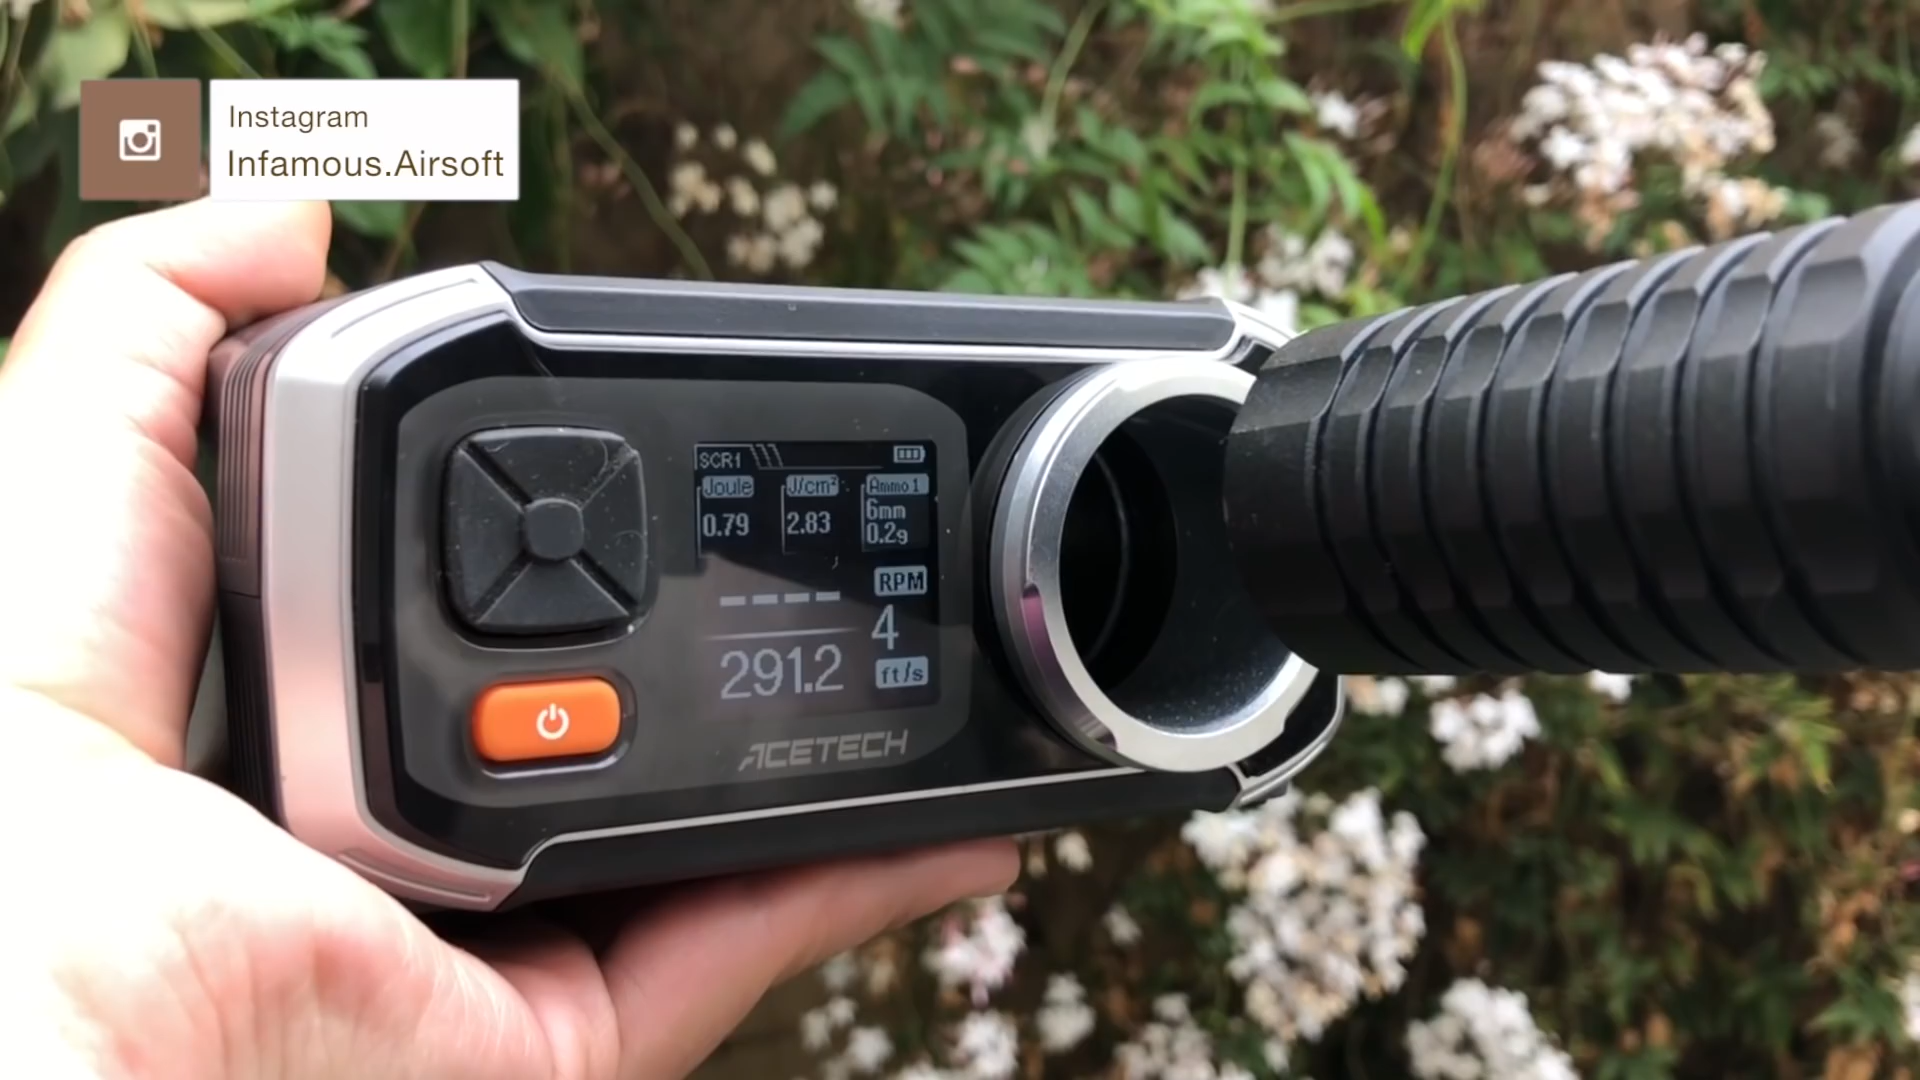 Instagram
Infamous.Airsoft
SCR1
Joule
J/cm²
Ammo 1
0.79
2.83
6mm
0.2g
RPM
4
----
291.2
ft/s
ACETECH